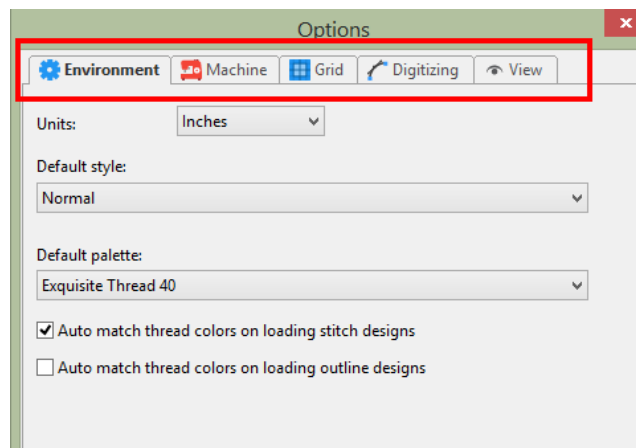 Options
Environment Machine Grid Digitizing View
Units: Inches
Default style:
Normal
Default palette:
Exquisite Thread 40
Auto match thread colors on loading stitch designs
Auto match thread colors on loading outline designs